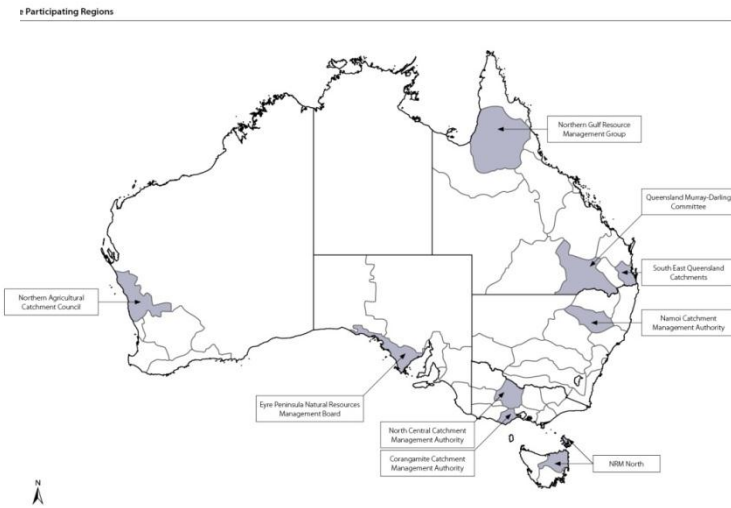 e Participating Regions
Northern Gulf Resource
Management Group
Queensland Murray-Darling
Committee
South East Queensland
Catchments
Northern Agricultural
Catchment Council
Namoi Catchment
Management Authority
Eyre Peninsula Natural Resources
Management Board
North Central Catchment
Management Authority
Corangamite Catchment
Management Authority
NRM North
N